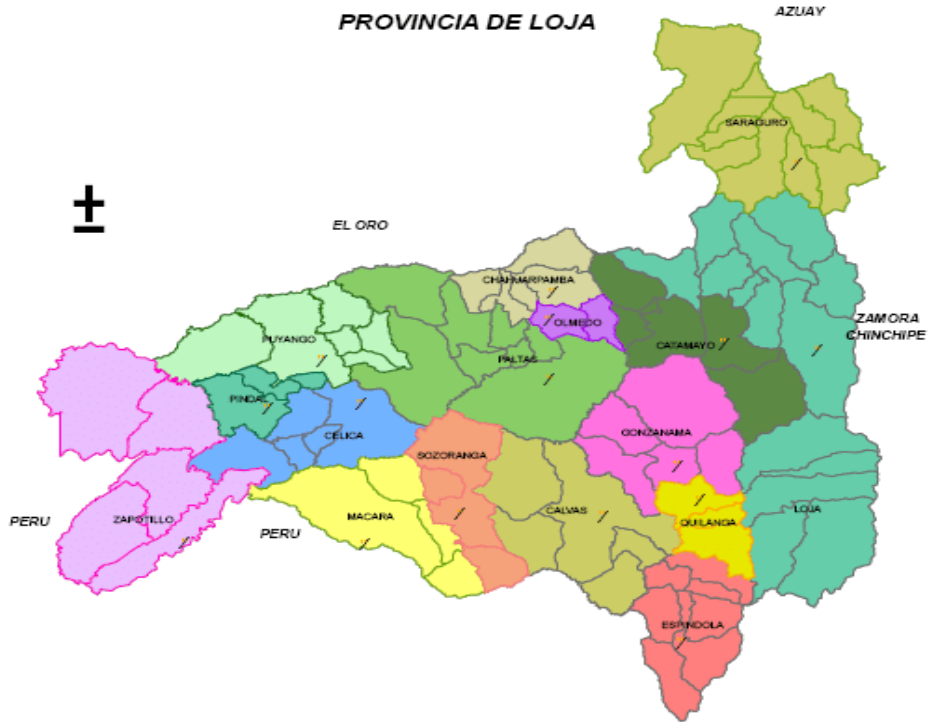 PROVINCIA DE LOJA
AZUAY
SARAGURO
±
EL ORO
CHAHUARPAMBA
ZAMORA
CHINCHIPE
OLMEDO
PUYANGO
CATAMAYO
PALTAS
PINDAL
GONZANAMA
CELICA
SOZORANGA
LOJA
CALVAS
MACARA
ZAPOTILLO
PERU
QUILANGA
PERU
ESPINDOLA